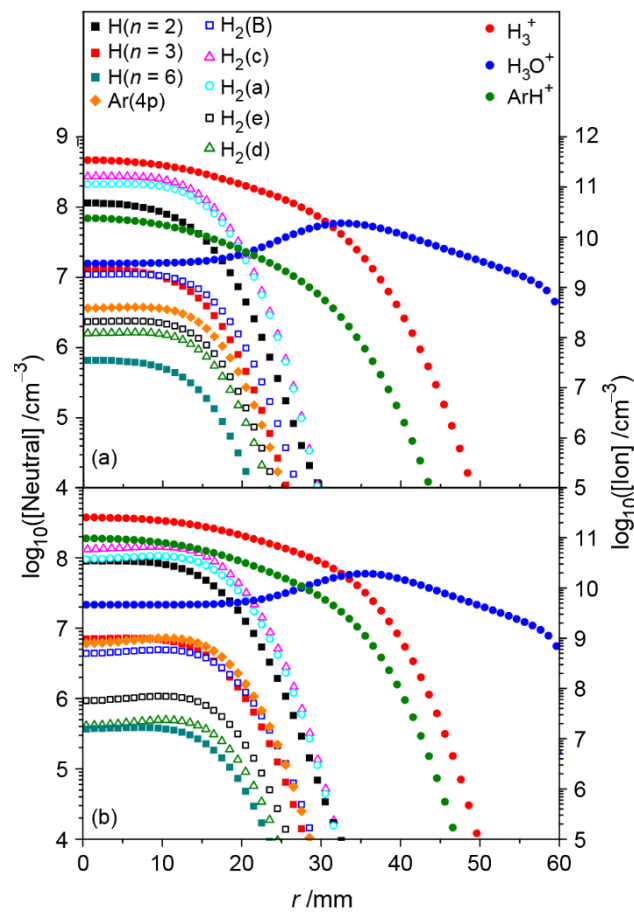 H(n = 2)
H(n = 3)
H(n = 6)
Ar(4p)
H₂(B)
H₂(c)
H₂(a)
H₂(e)
H₂(d)
H₃⁺
H₃O⁺
ArH⁺
9
8
7
6
5
4
12
11
10
9
8
7
6
5
(a)
8
7
6
5
4
11
10
9
8
7
6
5
(b)
log₁₀([Neutral] /cm⁻³)
log₁₀([Ion] /cm⁻³)
0 10 20 30 40 50 60
r /mm